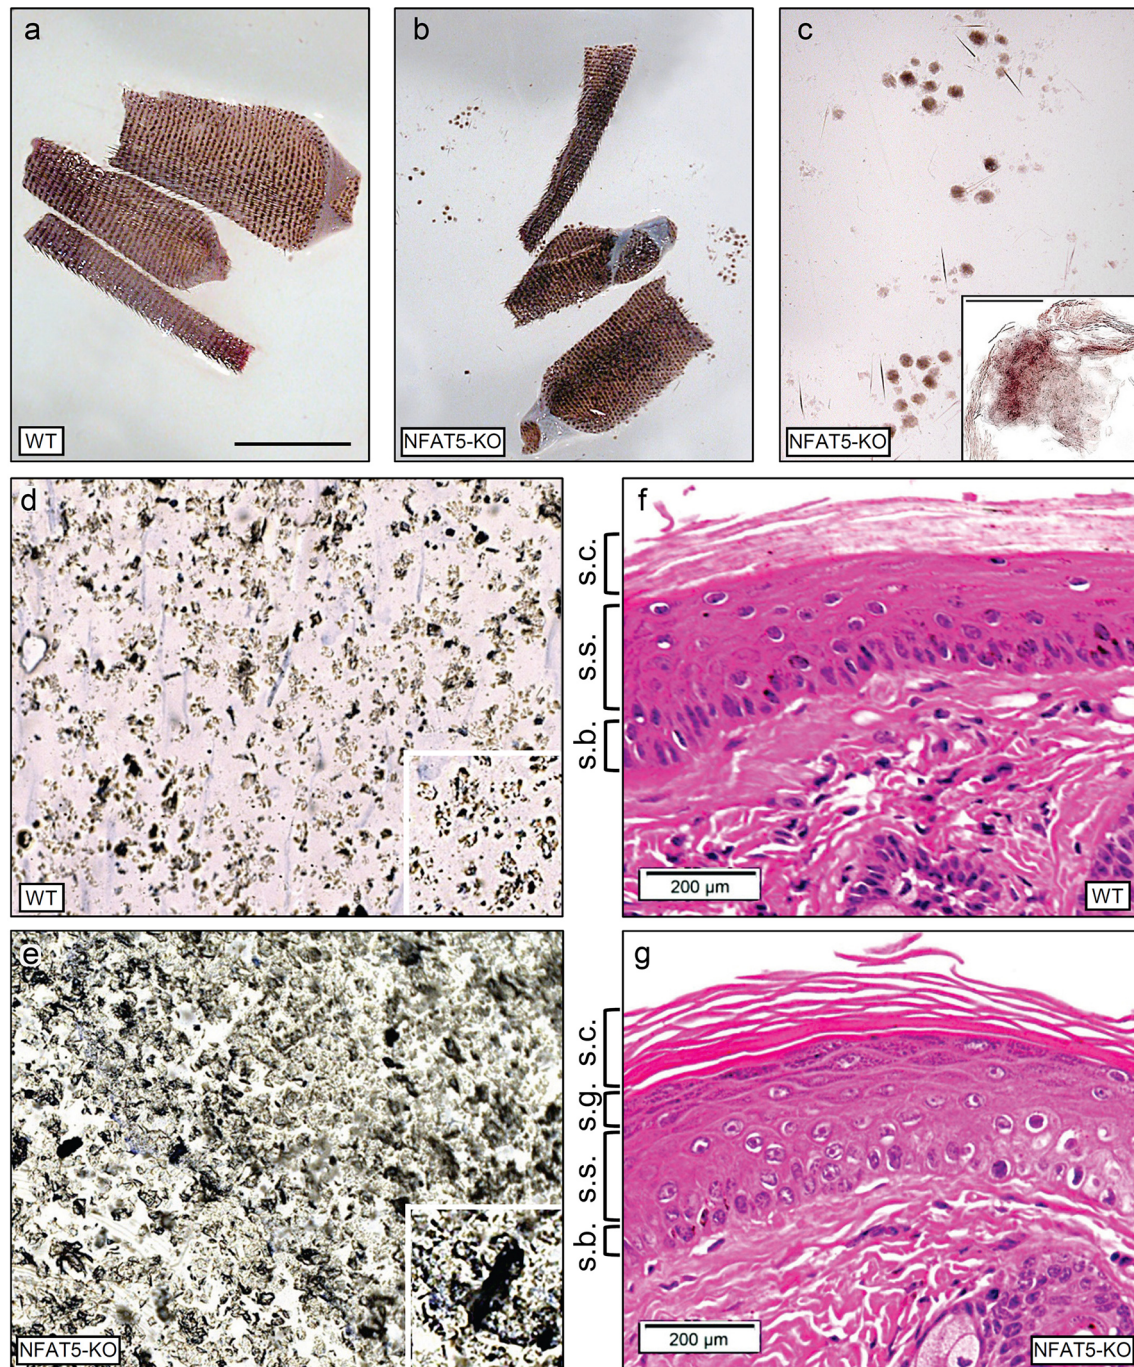 a
WT
b
NFAT5-KO
c
NFAT5-KO
d
WT
s.c.
s.s.
s.b.
f
200 µm
WT
e
NFAT5-KO
s.c.
s.g.
s.s.
s.b.
g
200 µm
NFAT5-KO